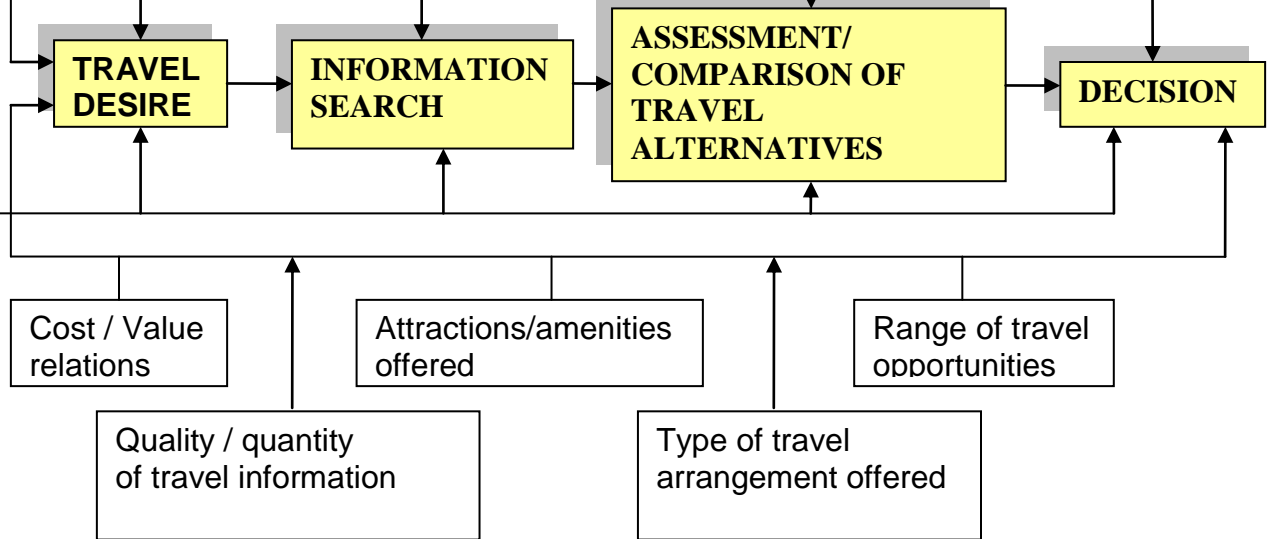 TRAVEL
DESIRE
INFORMATION
SEARCH
ASSESSMENT/
COMPARISON OF
TRAVEL
ALTERNATIVES
DECISION
Cost / Value
relations
Attractions/amenities
offered
Range of travel
opportunities
Quality / quantity
of travel information
Type of travel
arrangement offered